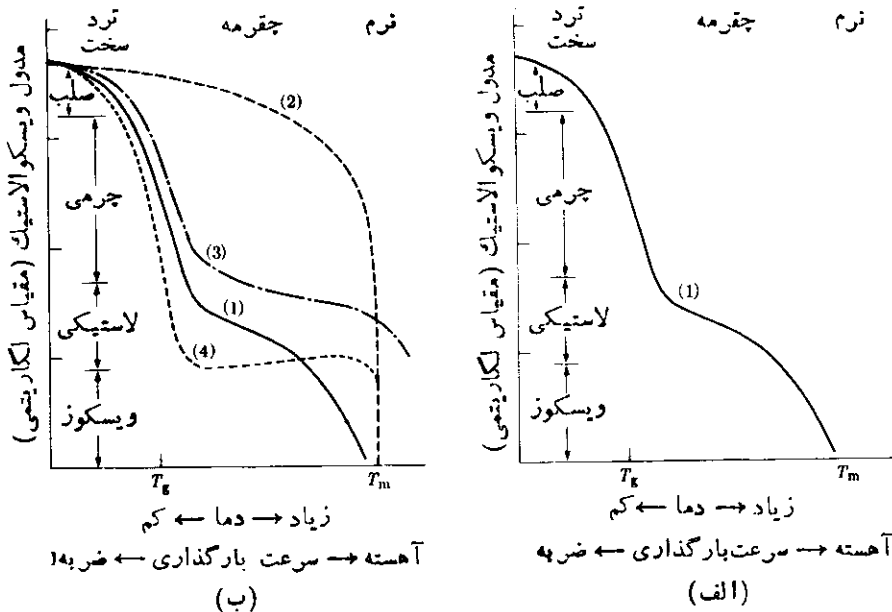 ترد
سخت
چقرمه
نرم
مدول ویسکوالاستیك (مقیاس لگاریتمی)
صلب
چرمی
لاستیکی
ویسکوز
(1)
Tg
Tm
زیاد → دما ← کم
آهسته → سرعت بارگذاری ← ضربه
(الف)
ترد
سخت
چقرمه
نرم
مدول ویسکوالاستیك (مقیاس لگاریتمی)
صلب
چرمی
لاستیکی
ویسکوز
(2)
(3)
(1)
(4)
Tg
Tm
زیاد → دما ← کم
آهسته → سرعت بارگذاری ← ضربه
(ب)